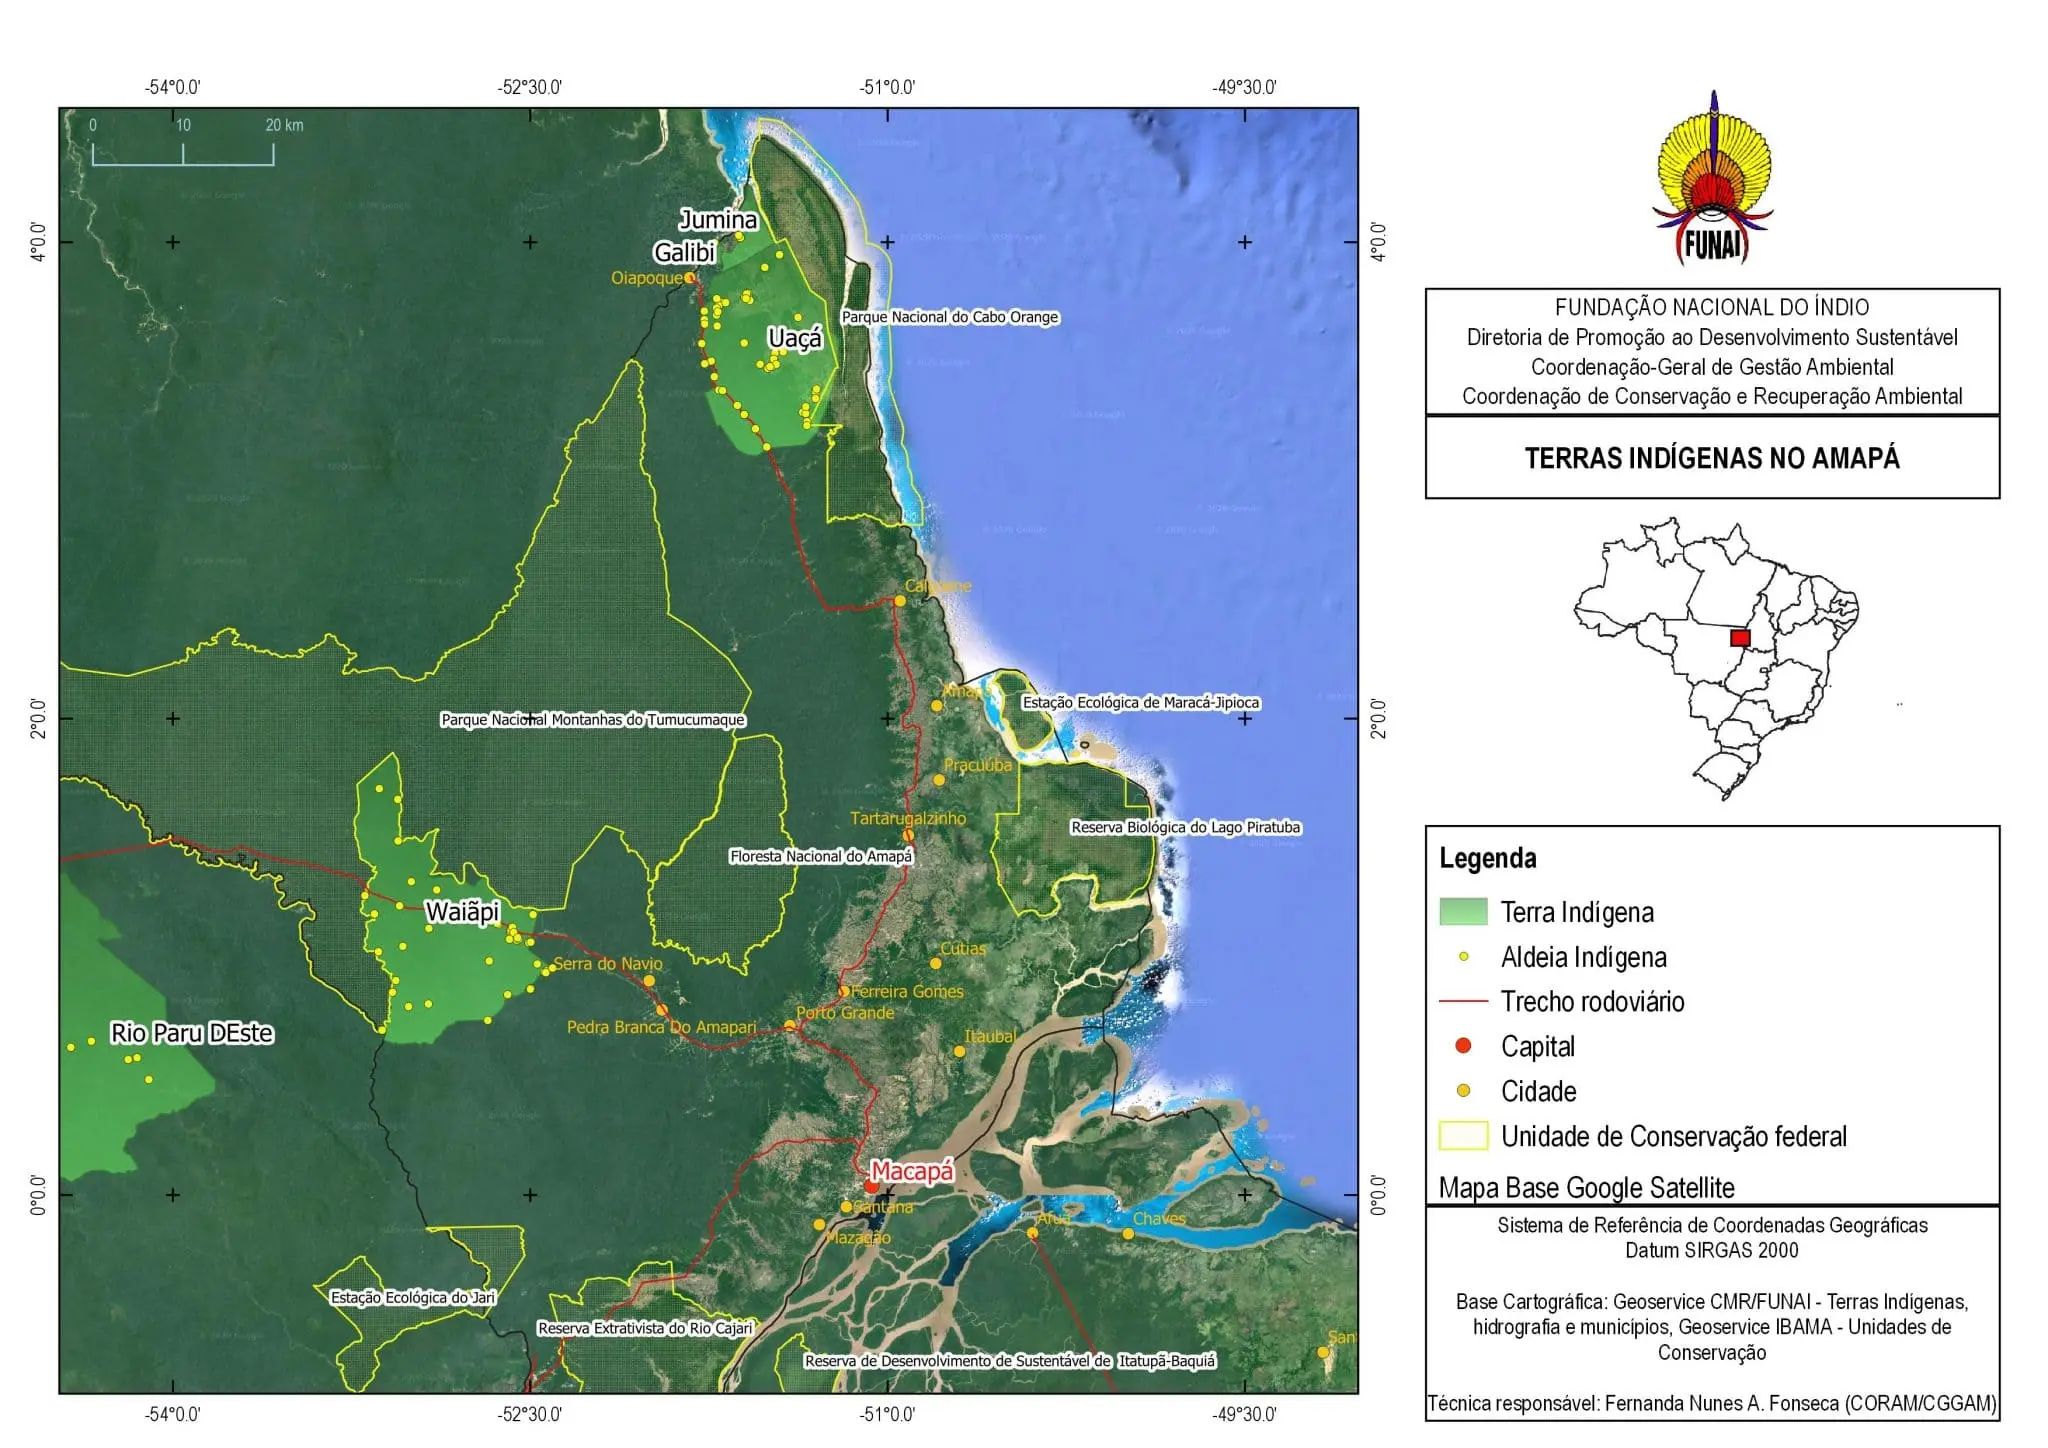 -54°0.0'
-52°30.0'
-51°0.0'
-49°30.0'
0 10 20 km
4°0.0'
4°0.0'
Jumina
Galibi
Oiapoque
Uaçá
Parque Nacional do Cabo Orange
Calçoene
Amapá
Estação Ecológica de Maracá-Jipioca
2°0.0'
2°0.0'
Parque Nacional Montanhas do Tumucumaque
Pracuúba
Tartarugalzinho
Reserva Biológica do Lago Piratuba
Floresta Nacional do Amapá
Waiãpi
Cutias
Serra do Navio
Ferreira Gomes
Porto Grande
Pedra Branca Do Amapari
Itaubal
Rio Paru DEste
Macapá
0°0.0'
0°0.0'
Santana
Afuá
Chaves
Mazagão
Estação Ecológica do Jari
Reserva Extrativista do Rio Cajari
San
Reserva de Desenvolvimento de Sustentável de Itatupã-Baquiá
-54°0.0'
-52°30.0'
-51°0.0'
-49°30.0'
FUNAI
FUNDAÇÃO NACIONAL DO ÍNDIO
Diretoria de Promoção ao Desenvolvimento Sustentável
Coordenação-Geral de Gestão Ambiental
Coordenação de Conservação e Recuperação Ambiental
TERRAS INDÍGENAS NO AMAPÁ
Legenda
Terra Indígena
Aldeia Indígena
Trecho rodoviário
Capital
Cidade
Unidade de Conservação federal
Mapa Base Google Satellite
Sistema de Referência de Coordenadas Geográficas
Datum SIRGAS 2000
Base Cartográfica: Geoservice CMR/FUNAI - Terras Indígenas,
hidrografia e municípios, Geoservice IBAMA - Unidades de
Conservação
Técnica responsável: Fernanda Nunes A. Fonseca (CORAM/CGGAM)